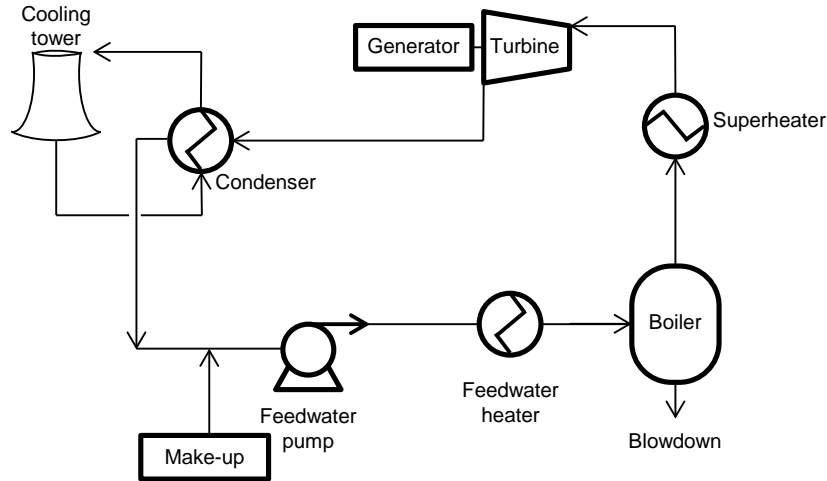 Cooling
tower
Generator
Turbine
Superheater
Condenser
Boiler
Feedwater
pump
Feedwater
heater
Blowdown
Make-up